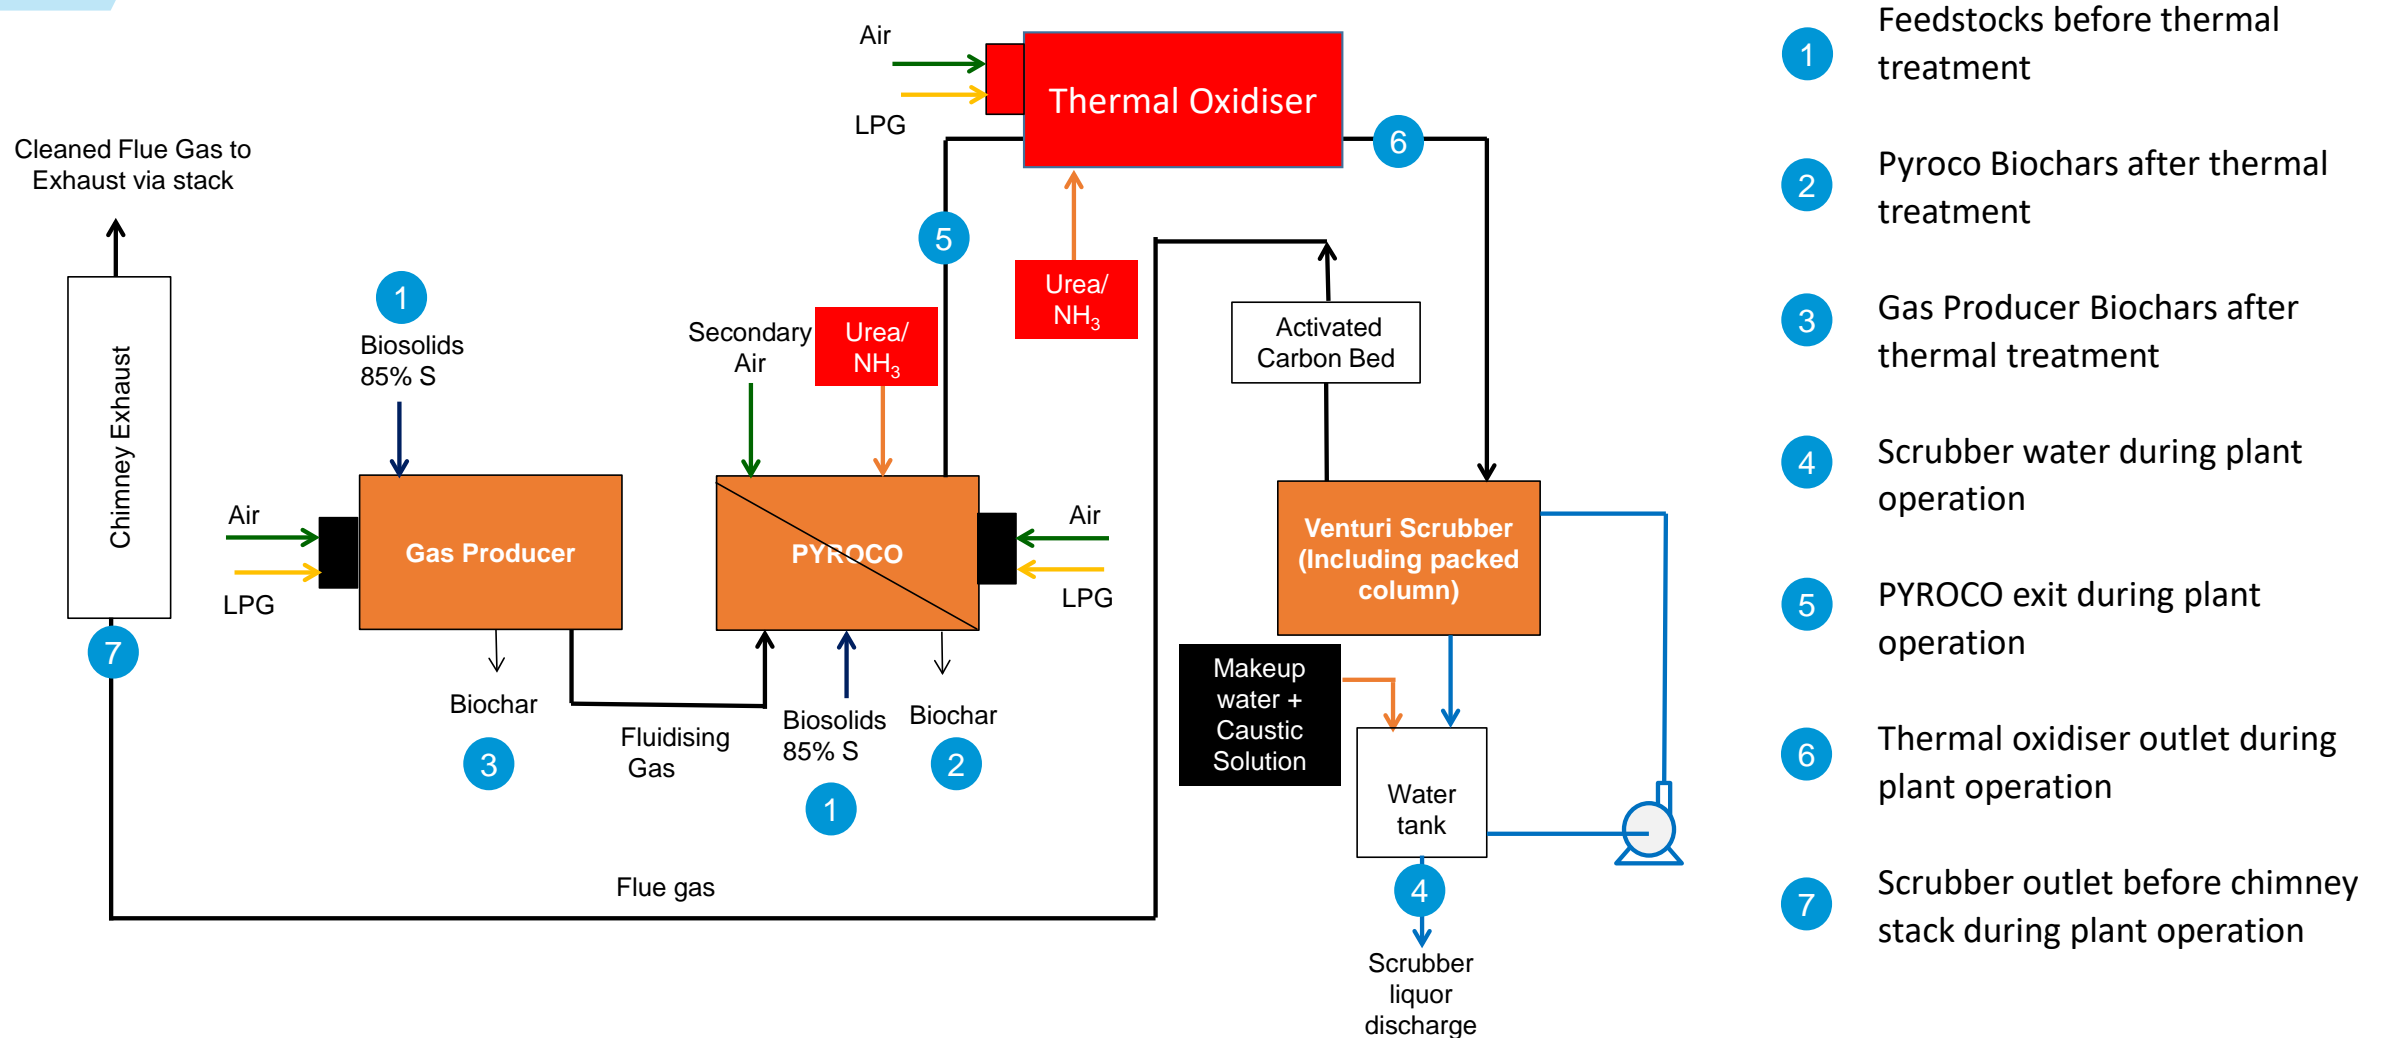 Air
LPG
Thermal Oxidiser
6
Cleaned Flue Gas to
Exhaust via stack
5
Urea/
NH₃
1
Biosolids
85% S
Secondary
Air
Urea/
NH₃
Activated
Carbon Bed
Chimney Exhaust
Air
LPG
Gas Producer
PYROCO
Air
LPG
Venturi Scrubber
(Including packed
column)
7
Biochar
3
Fluidising
Gas
Biosolids
85% S
1
Biochar
2
Makeup
water +
Caustic
Solution
Water
tank
Flue gas
4
Scrubber
liquor
discharge
1
Feedstocks before thermal
treatment
2
Pyroco Biochars after thermal
treatment
3
Gas Producer Biochars after
thermal treatment
4
Scrubber water during plant
operation
5
PYROCO exit during plant
operation
6
Thermal oxidiser outlet during
plant operation
7
Scrubber outlet before chimney
stack during plant operation